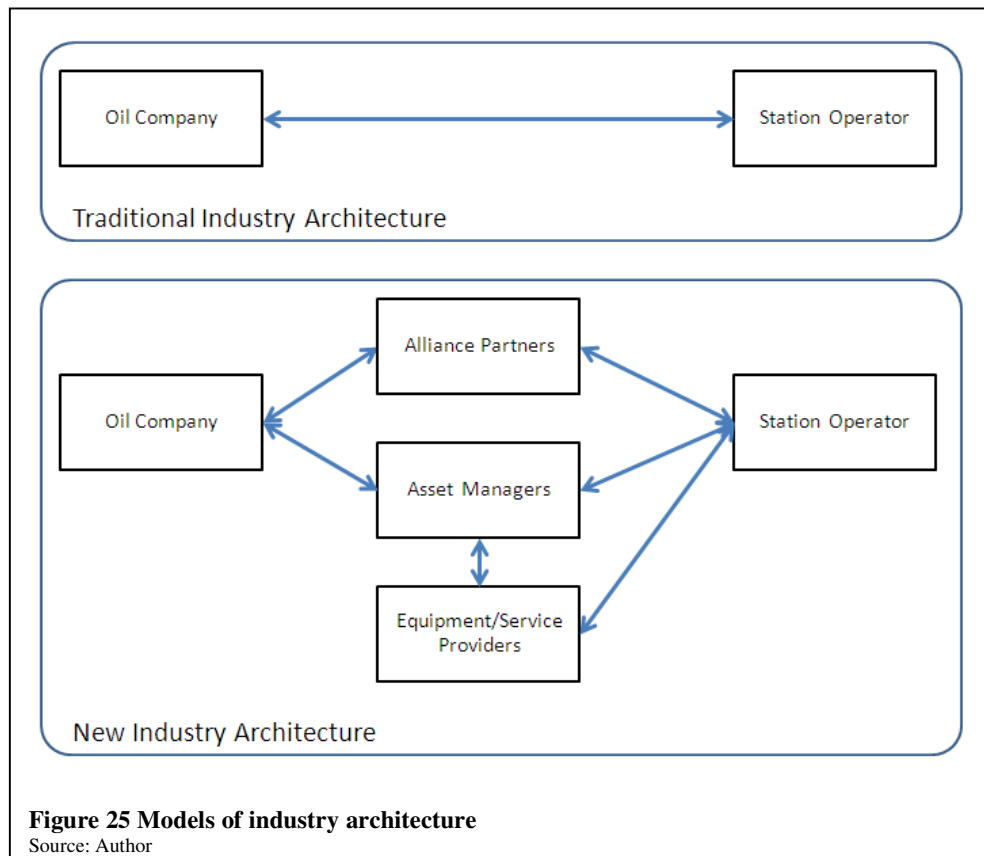 Oil Company
Station Operator
Traditional Industry Architecture
Alliance Partners
Oil Company
Station Operator
Asset Managers
Equipment/Service
Providers
New Industry Architecture
Figure 25 Models of industry architecture
Source: Author